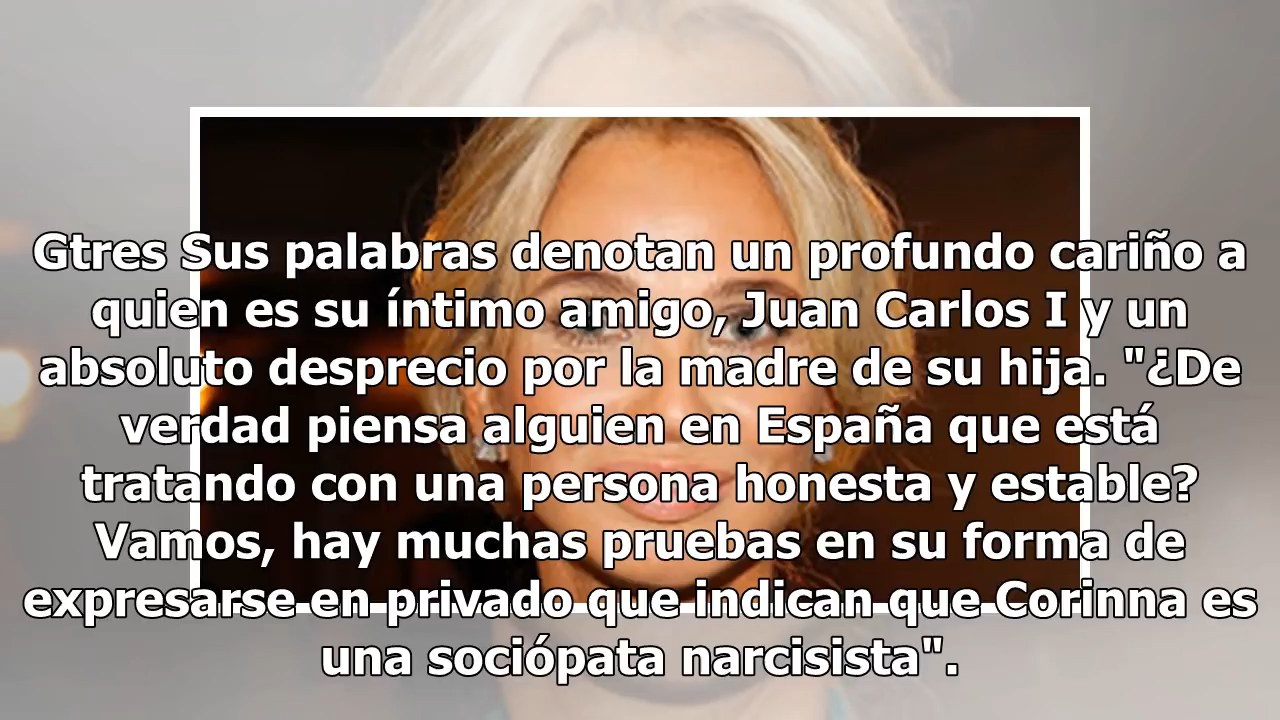 Gtres Sus palabras denotan un profundo cariño a
quien es su íntimo amigo, Juan Carlos I y un
absoluto desprecio por la madre de su hija. "¿De
verdad piensa alguien en España que está
tratando con una persona honesta y estable?
Vamos, hay muchas pruebas en su forma de
expresarse en privado que indican que Corinna es
una sociópata narcisista".